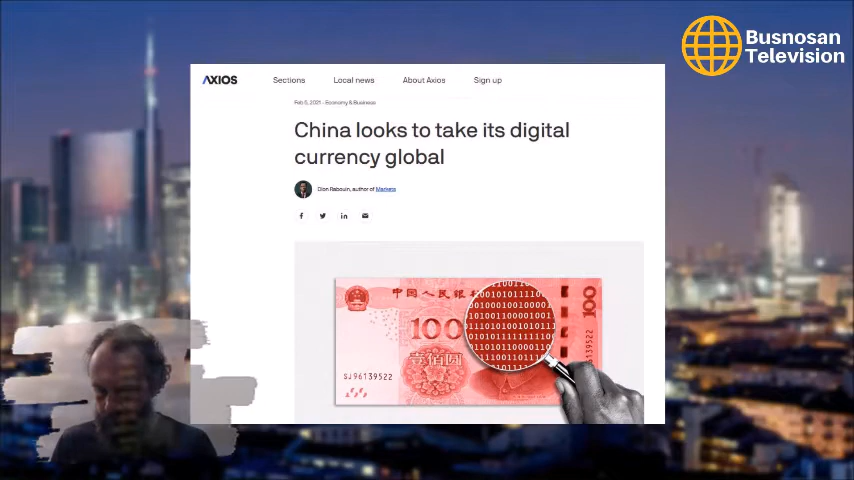 Busnosan
Television
AXIOS
Sections Local news About Axios Sign up
Feb 5, 2021 - Economy & Business
China looks to take its digital
currency global
Dion Rabouin, author of Markets
中国人民银
100
壹佰圆
SJ96139522
100
96139522